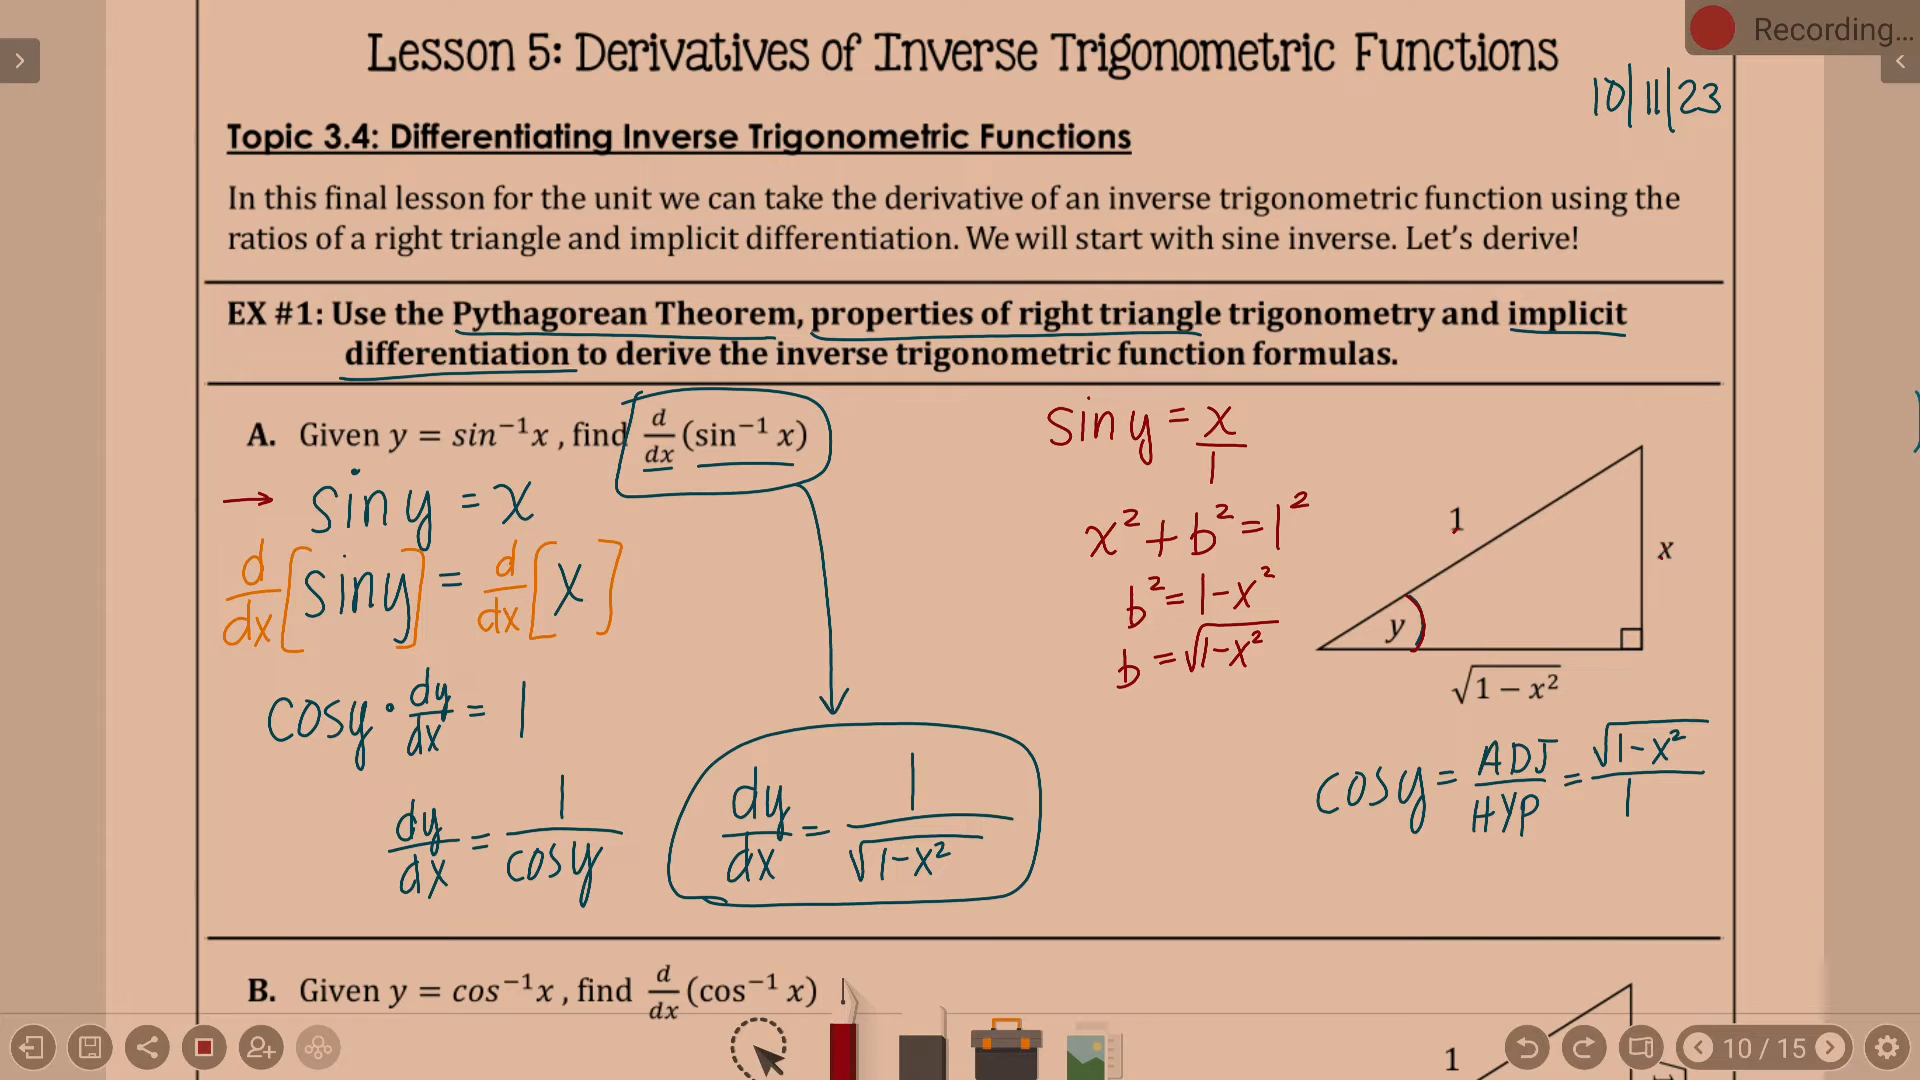 Recording...
Lesson 5: Derivatives of Inverse Trigonometric Functions
10/11/23
Topic 3.4: Differentiating Inverse Trigonometric Functions
In this final lesson for the unit we can take the derivative of an inverse trigonometric function using the
ratios of a right triangle and implicit differentiation. We will start with sine inverse. Let's derive!
EX #1: Use the Pythagorean Theorem, properties of right triangle trigonometry and implicit
differentiation to derive the inverse trigonometric function formulas.
A. Given y = sin⁻¹x , find d/dx (sin⁻¹ x)
→ sin y = x
d/dx [sin y] = d/dx [x]
cos y · dy/dx = 1
dy/dx = 1/cos y
dy/dx = 1/√(1-x²)
sin y = x/1
x² + b² = 1²
b² = 1-x²
b = √(1-x²)
1
x
y
√(1 − x²)
cos y = ADJ/HYP = √(1-x²)/1
B. Given y = cos⁻¹x , find d/dx (cos⁻¹ x)
1
10 / 15